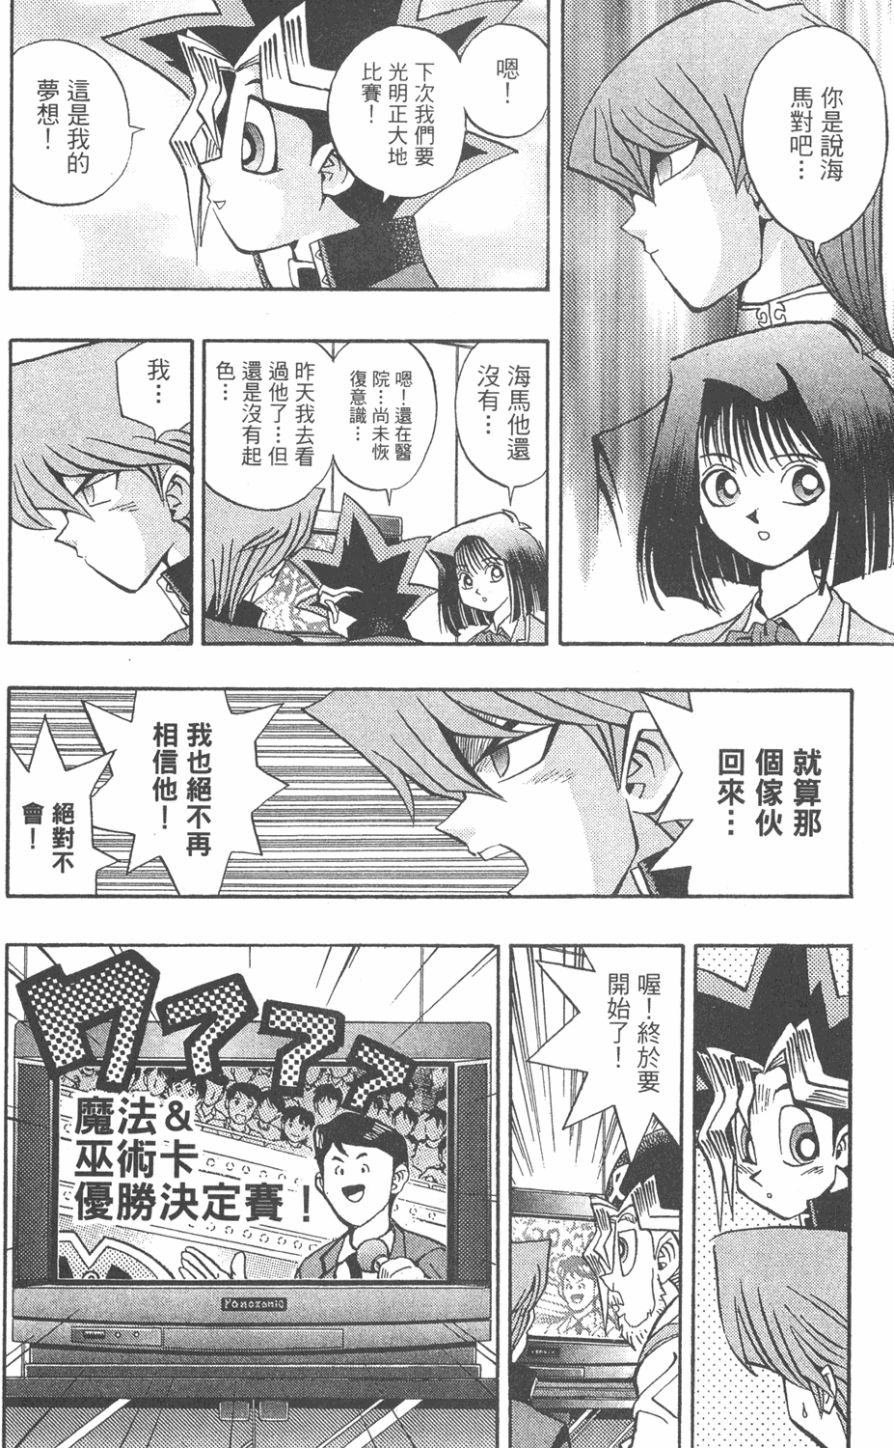 你是說海
馬對吧…
嗯！
下次我們要
光明正大地
比賽！
這是我的
夢想！
海馬他還
沒有…
嗯！還在醫
院…尚未恢
復意識…
昨天我去看
過他了…但
還是沒有起
色…
我…
就算那
個傢伙
回來…
我也絕不再
相信他！
絕對不
會！
喔！終於要
開始了！
ワアアアア
魔法&
巫術卡
優勝決定賽！
Panozonic